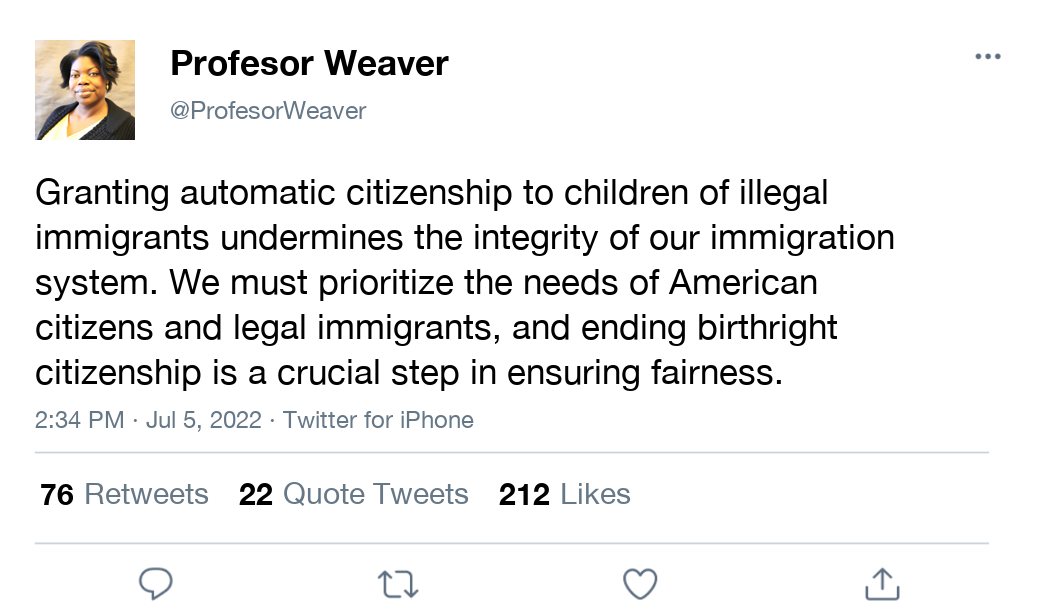 Profesor Weaver
@ProfesorWeaver
Granting automatic citizenship to children of illegal
immigrants undermines the integrity of our immigration
system. We must prioritize the needs of American
citizens and legal immigrants, and ending birthright
citizenship is a crucial step in ensuring fairness.
2:34 PM · Jul 5, 2022 · Twitter for iPhone
76 Retweets 22 Quote Tweets 212 Likes